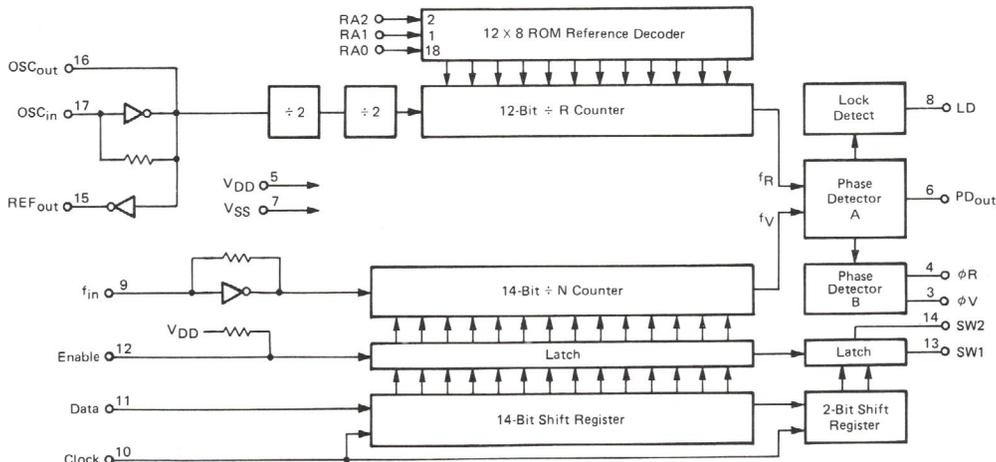 RA2 2
RA1 1
RA0 18
12 X 8 ROM Reference Decoder
OSCout 16
OSCin 17
÷ 2
÷ 2
12-Bit ÷ R Counter
Lock Detect
8 LD
REFout 15
VDD 5
VSS 7
fR
fV
Phase Detector A
6 PDout
fin 9
14-Bit ÷ N Counter
Phase Detector B
4 ϕR
3 ϕV
14 SW2
VDD
Enable 12
Latch
Latch
13 SW1
Data 11
14-Bit Shift Register
2-Bit Shift Register
Clock 10